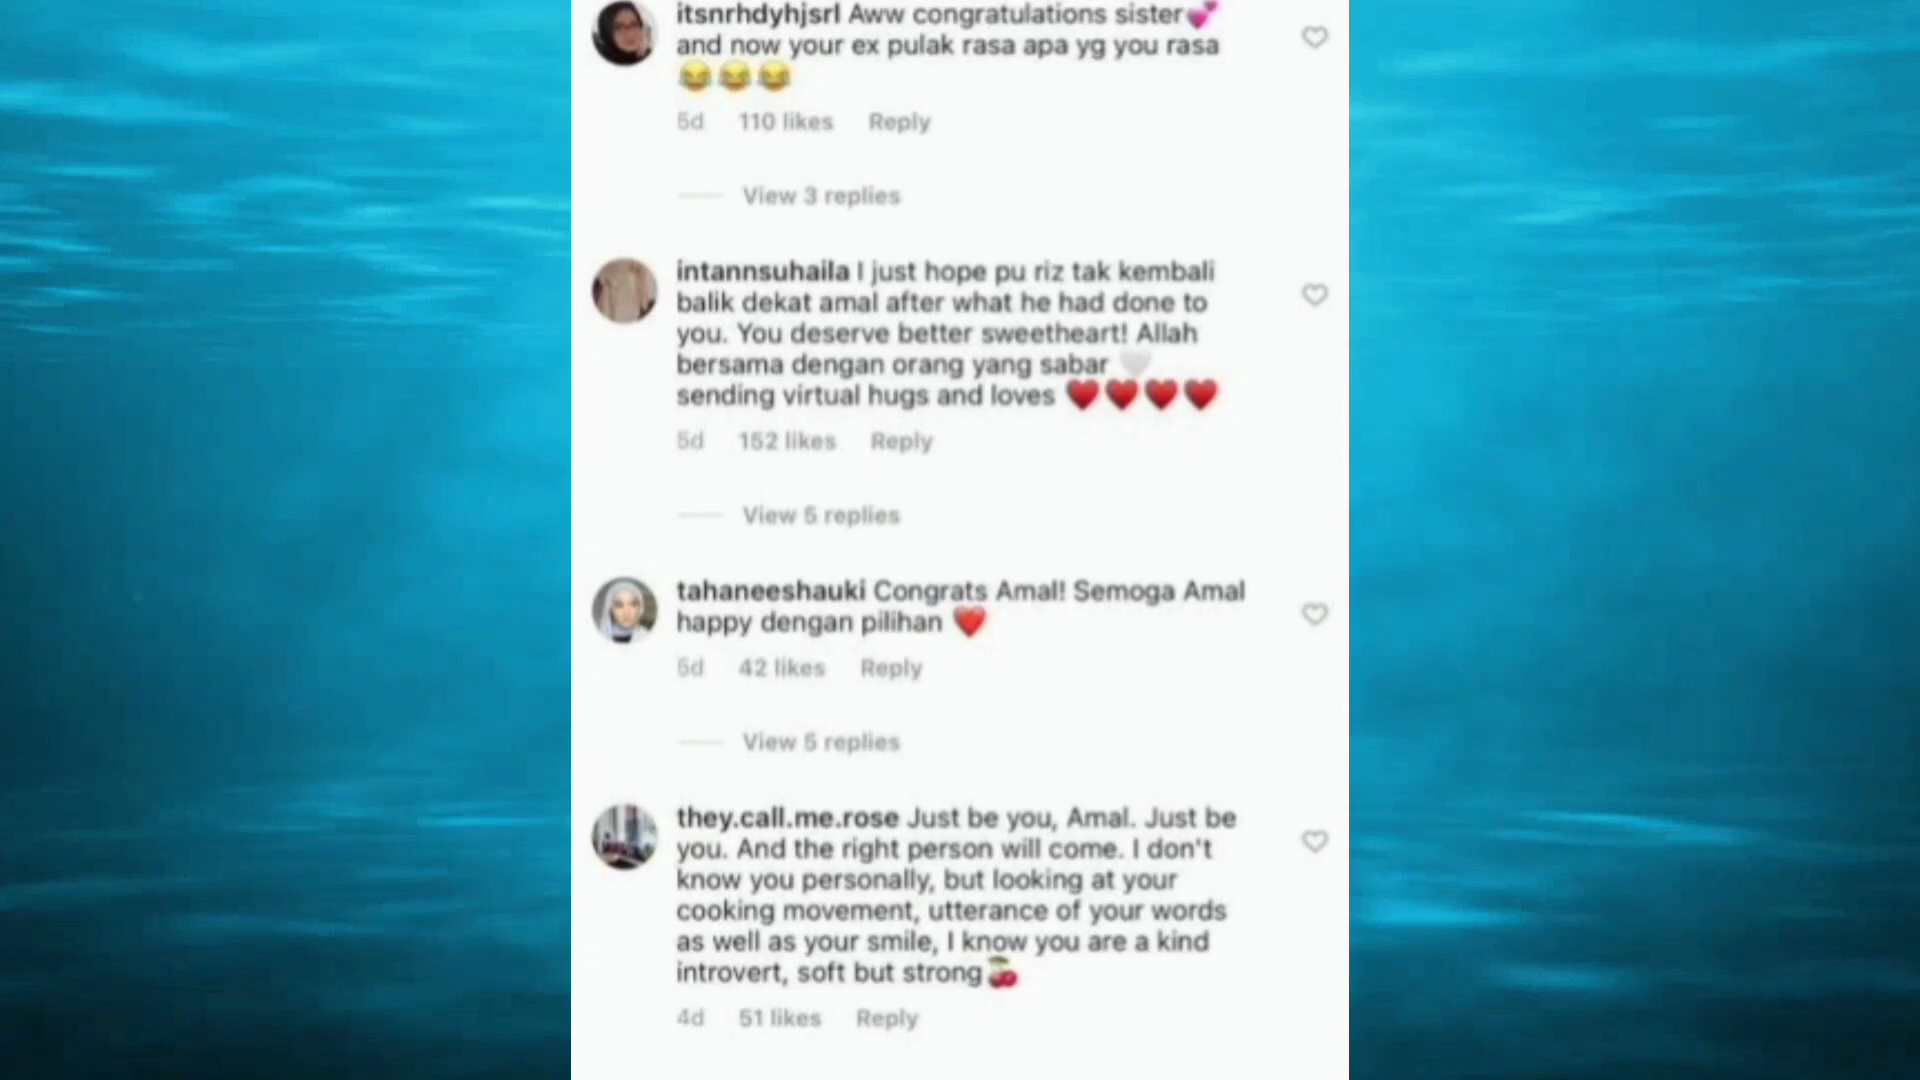 itsnrhdyhjsrl Aww congratulations sister💕
and now your ex pulak rasa apa yg you rasa
😂😂😂
5d 110 likes Reply
View 3 replies
intannsuhaila I just hope pu riz tak kembali
balik dekat amal after what he had done to
you. You deserve better sweetheart! Allah
bersama dengan orang yang sabar 🤍
sending virtual hugs and loves ❤️❤️❤️❤️
5d 152 likes Reply
View 5 replies
tahaneeshauki Congrats Amal! Semoga Amal
happy dengan pilihan ❤️
5d 42 likes Reply
View 5 replies
they.call.me.rose Just be you, Amal. Just be
you. And the right person will come. I don't
know you personally, but looking at your
cooking movement, utterance of your words
as well as your smile, I know you are a kind
introvert, soft but strong🍒
4d 51 likes Reply